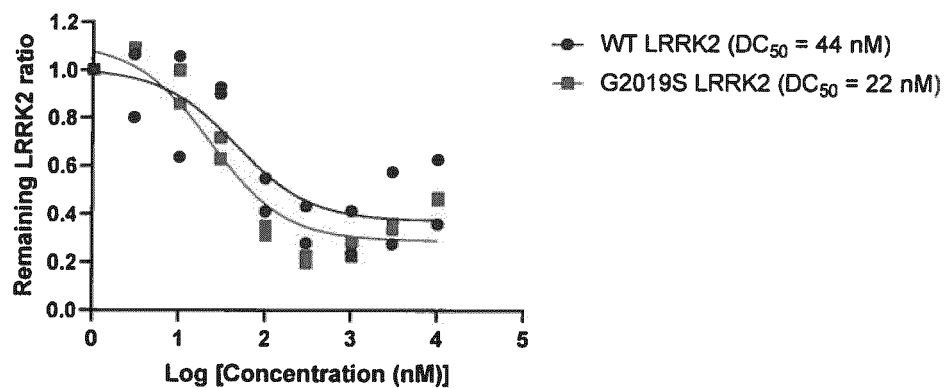 1.2
1.0
0.8
0.6
0.4
0.2
0.0
Remaining LRRK2 ratio
0 1 2 3 4 5
Log [Concentration (nM)]
WT LRRK2 (DC50 = 44 nM)
G2019S LRRK2 (DC50 = 22 nM)